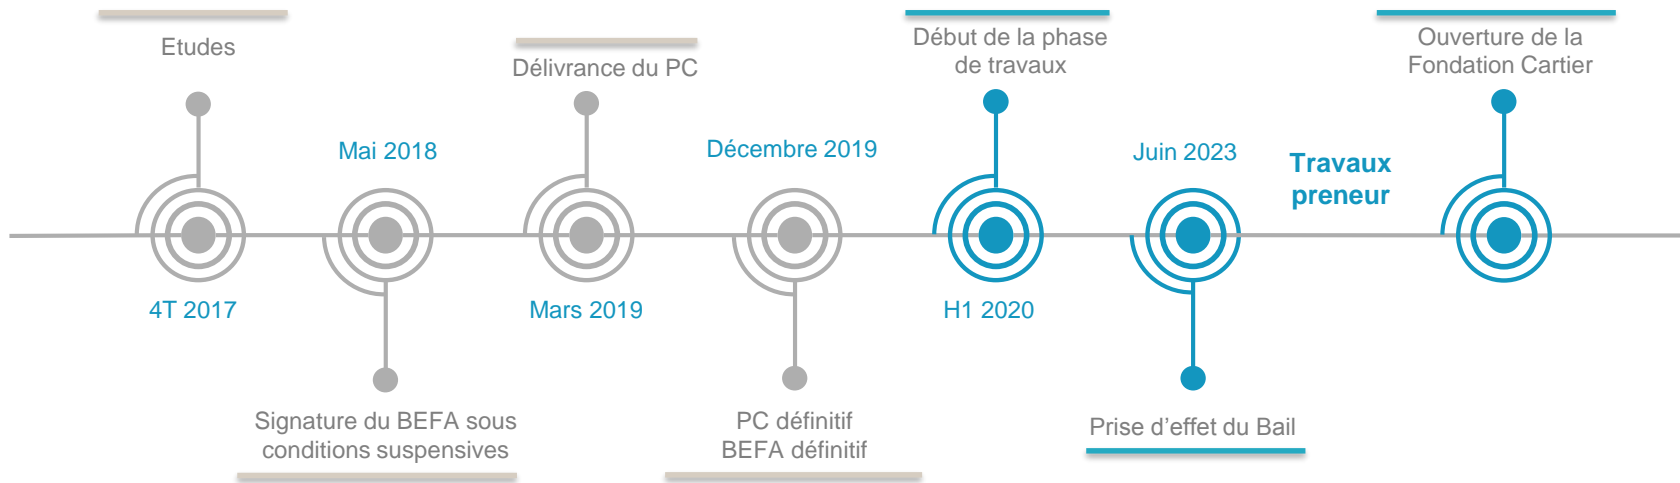 Etudes
4T 2017
Mai 2018
Signature du BEFA sous
conditions suspensives
Délivrance du PC
Mars 2019
Décembre 2019
PC définitif
BEFA définitif
Début de la phase
de travaux
H1 2020
Juin 2023
Prise d’effet du Bail
Travaux
preneur
Ouverture de la
Fondation Cartier